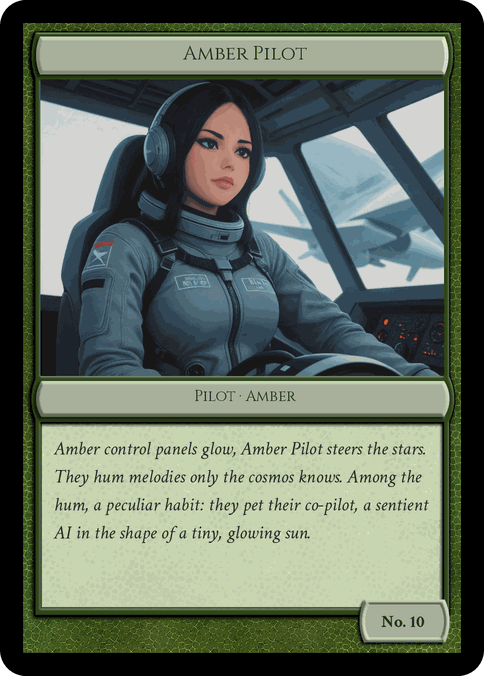 Amber Pilot
Pilot · Amber
Amber control panels glow, Amber Pilot steers the stars.
They hum melodies only the cosmos knows. Among the
hum, a peculiar habit: they pet their co-pilot, a sentient
AI in the shape of a tiny, glowing sun.
No. 10